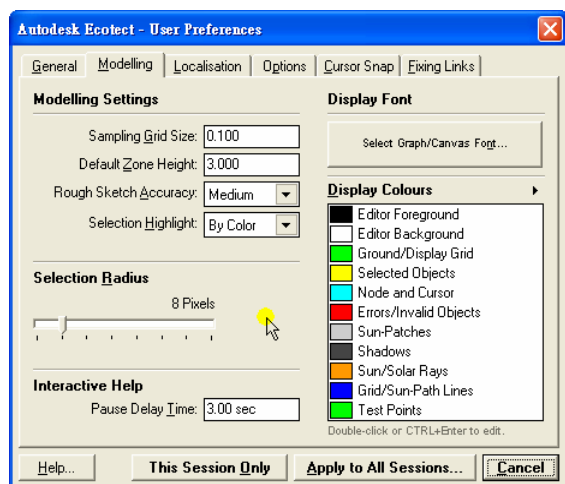 Autodesk Ecotect - User Preferences
General Modelling Localisation Options Cursor Snap Fixing Links
Modelling Settings
Sampling Grid Size: 0.100
Default Zone Height: 3.000
Rough Sketch Accuracy: Medium
Selection Highlight: By Color
Selection Radius
8 Pixels
Interactive Help
Pause Delay Time: 3.00 sec
Display Font
Select Graph/Canvas Font...
Display Colours
Editor Foreground
Editor Background
Ground/Display Grid
Selected Objects
Node and Cursor
Errors/Invalid Objects
Sun-Patches
Shadows
Sun/Solar Rays
Grid/Sun-Path Lines
Test Points
Double-click or CTRL+Enter to edit.
Help... This Session Only Apply to All Sessions... Cancel